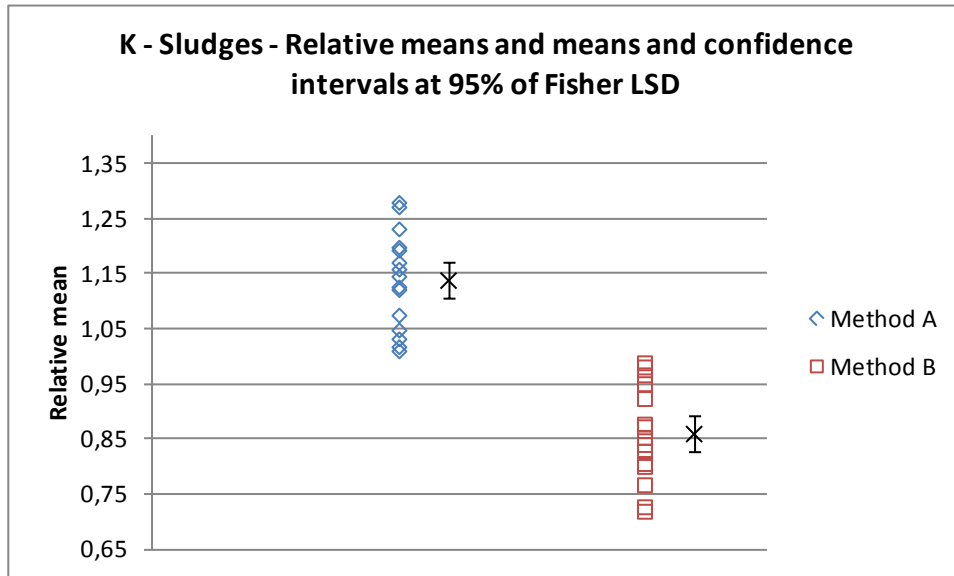 K - Sludges - Relative means and means and confidence
intervals at 95% of Fisher LSD
1,35
1,25
1,15
1,05
0,95
0,85
0,75
0,65
Relative mean
Method A
Method B